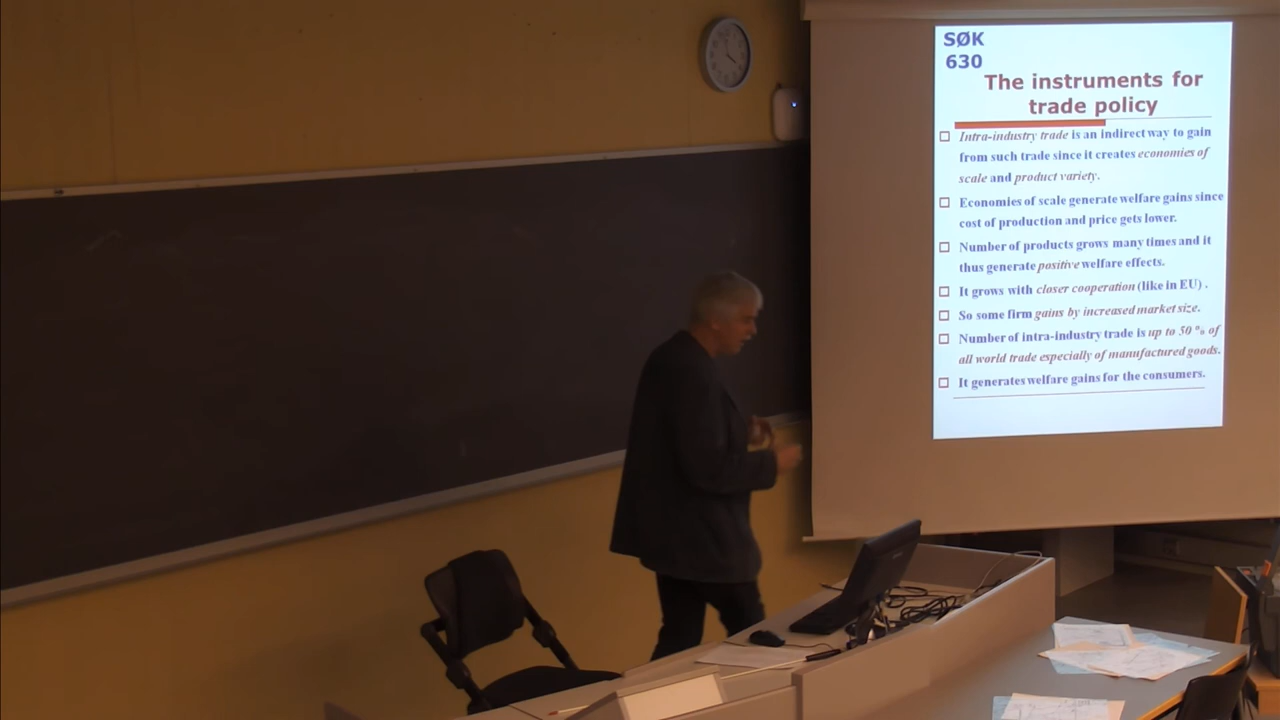 SØK
630
The instruments for
trade policy
Intra-industry trade is an indirect way to gain
from such trade since it creates economies of
scale and product variety.
Economies of scale generate welfare gains since
cost of production and price gets lower.
Number of products grows many times and it
thus generate positive welfare effects.
It grows with closer cooperation (like in EU) .
So some firm gains by increased market size.
Number of intra-industry trade is up to 50 % of
all world trade especially of manufactured goods.
It generates welfare gains for the consumers.